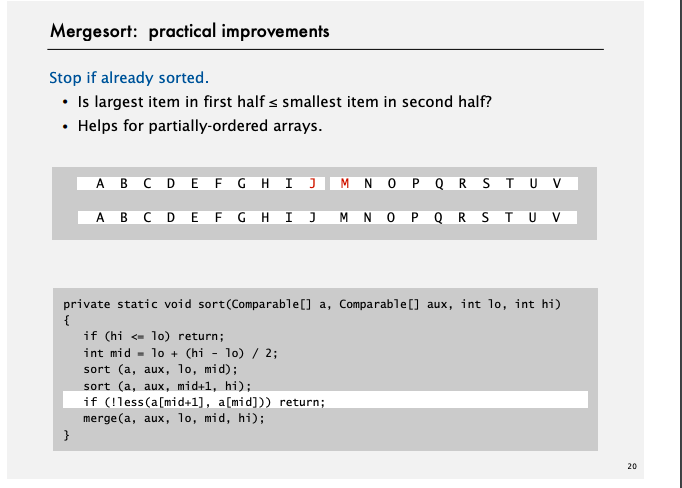 Mergesort: practical improvements
Stop if already sorted.
• Is largest item in first half ≤ smallest item in second half?
• Helps for partially-ordered arrays.
A B C D E F G H I J M N O P Q R S T U V
A B C D E F G H I J M N O P Q R S T U V
private static void sort(Comparable[] a, Comparable[] aux, int lo, int hi)
{
if (hi <= lo) return;
int mid = lo + (hi - lo) / 2;
sort (a, aux, lo, mid);
sort (a, aux, mid+1, hi);
if (!less(a[mid+1], a[mid])) return;
merge(a, aux, lo, mid, hi);
}
20